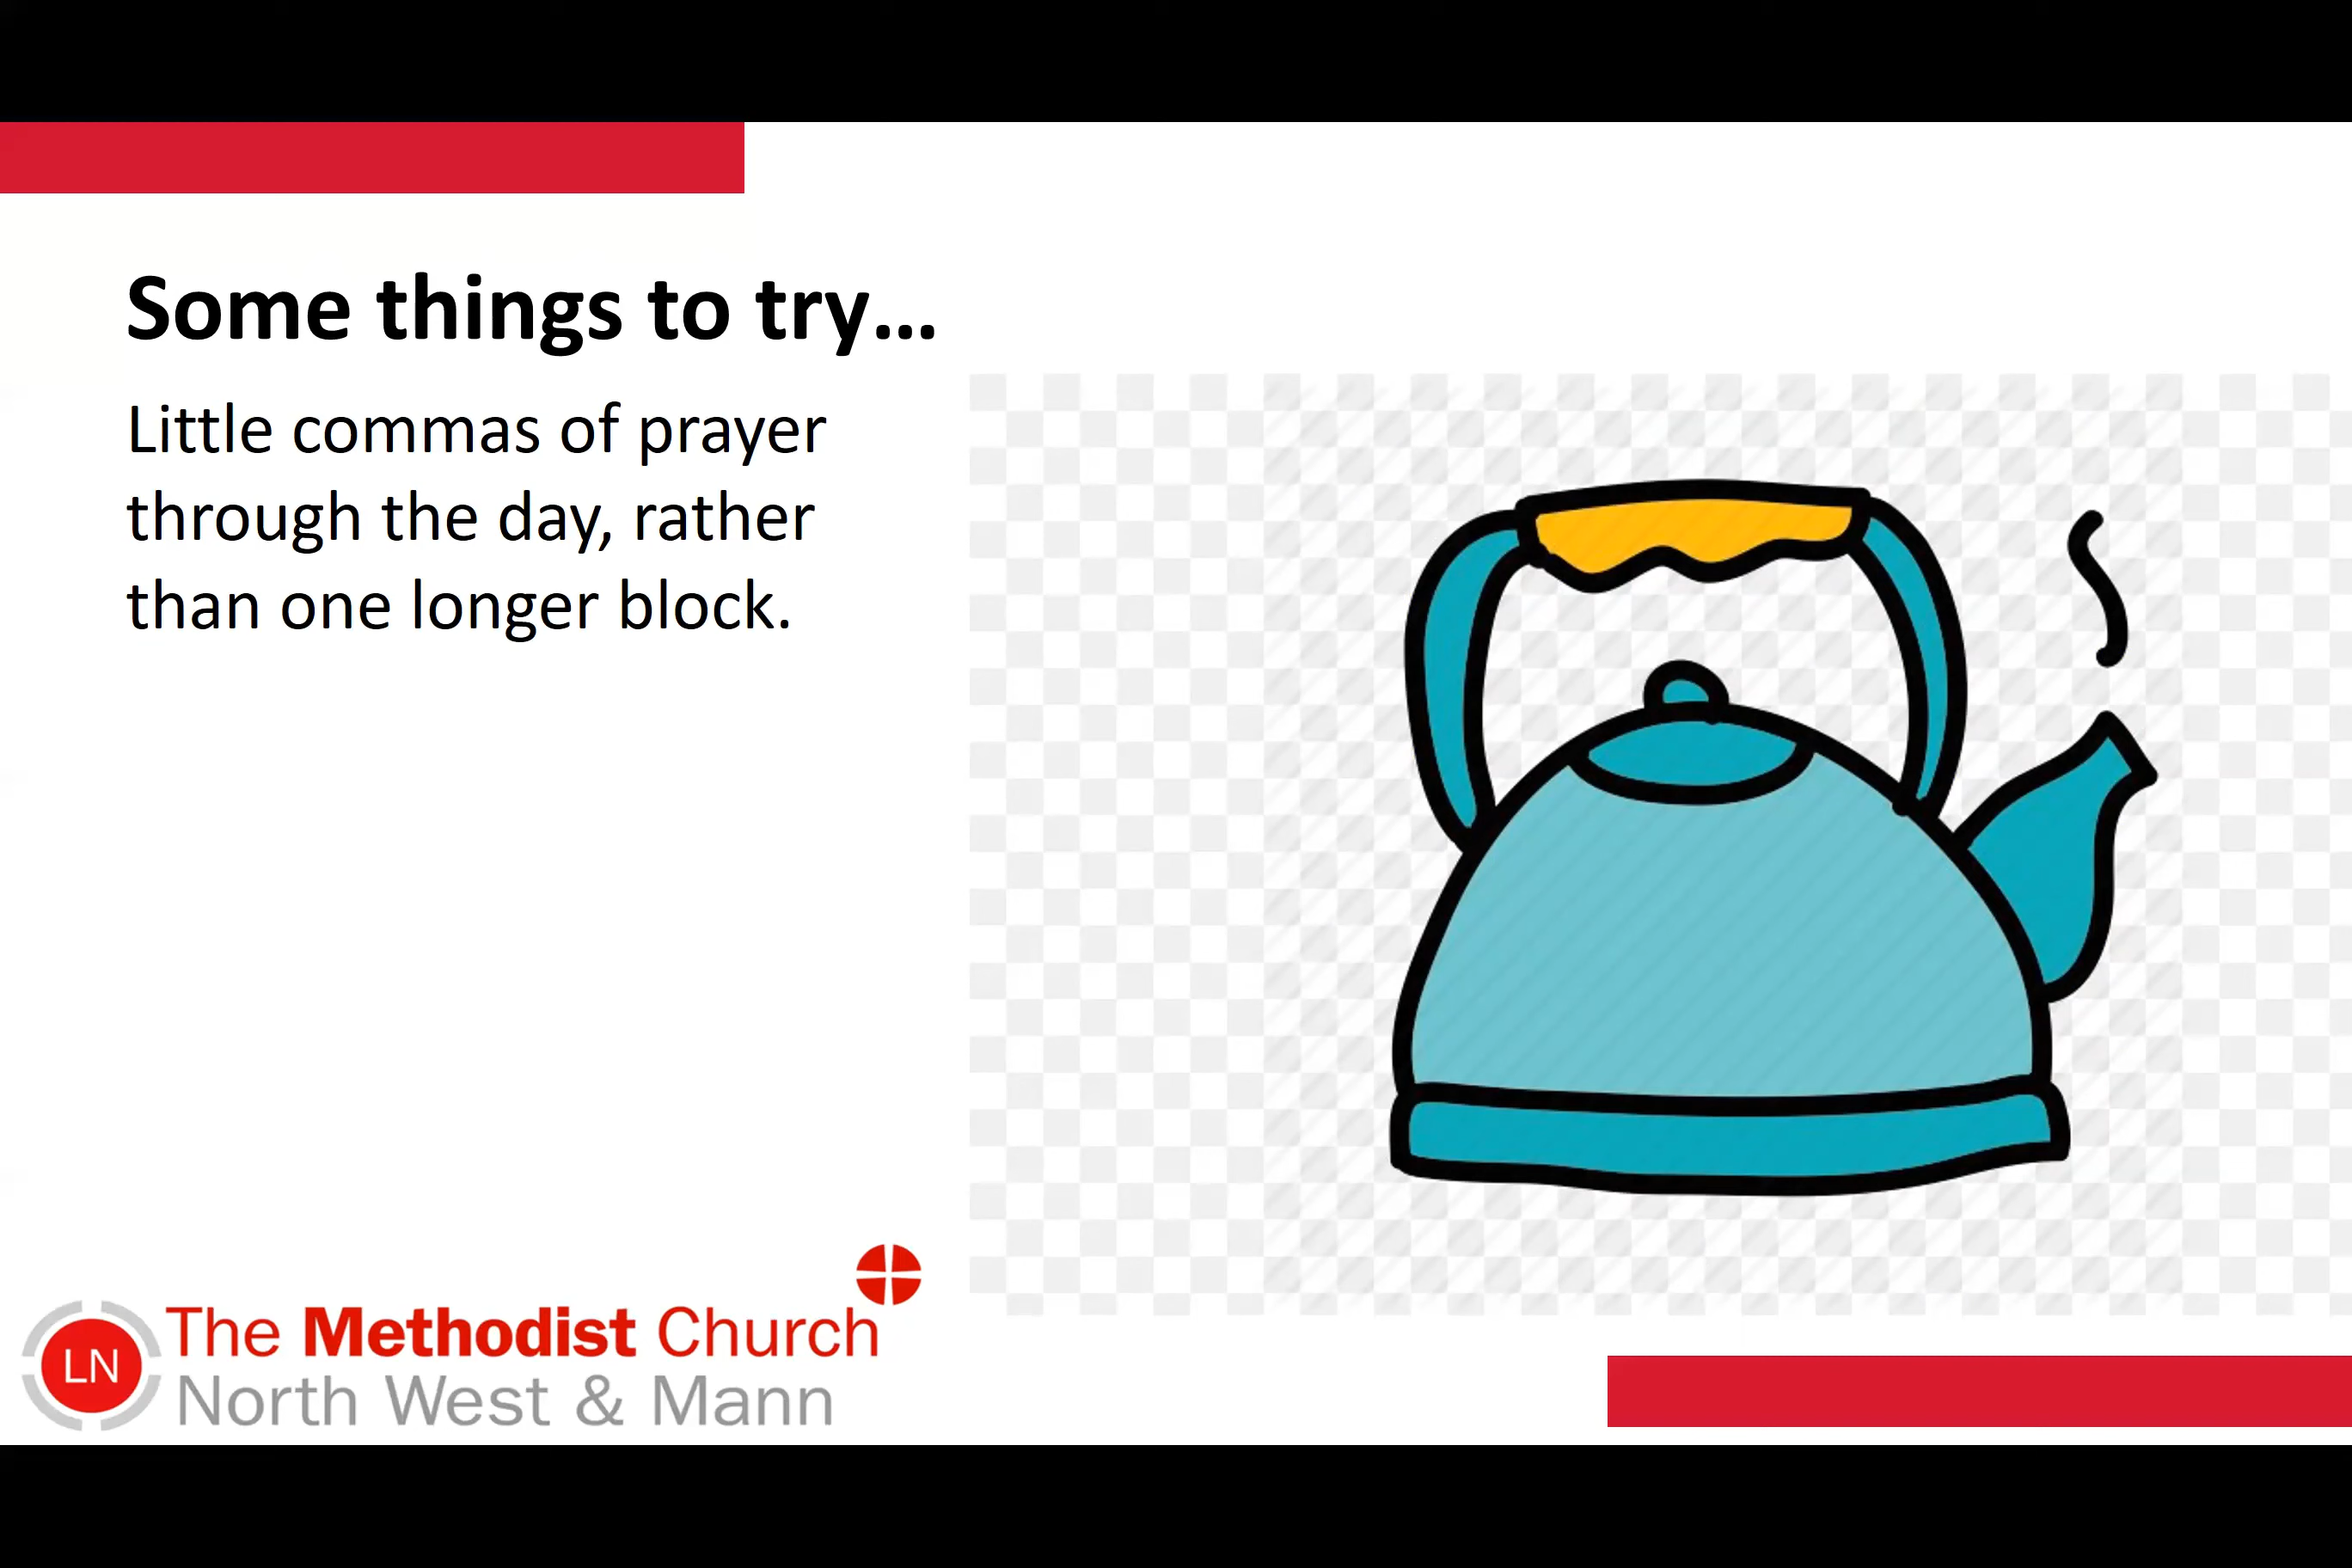 Some things to try...
Little commas of prayer
through the day, rather
than one longer block.
LN
The Methodist Church
North West & Mann